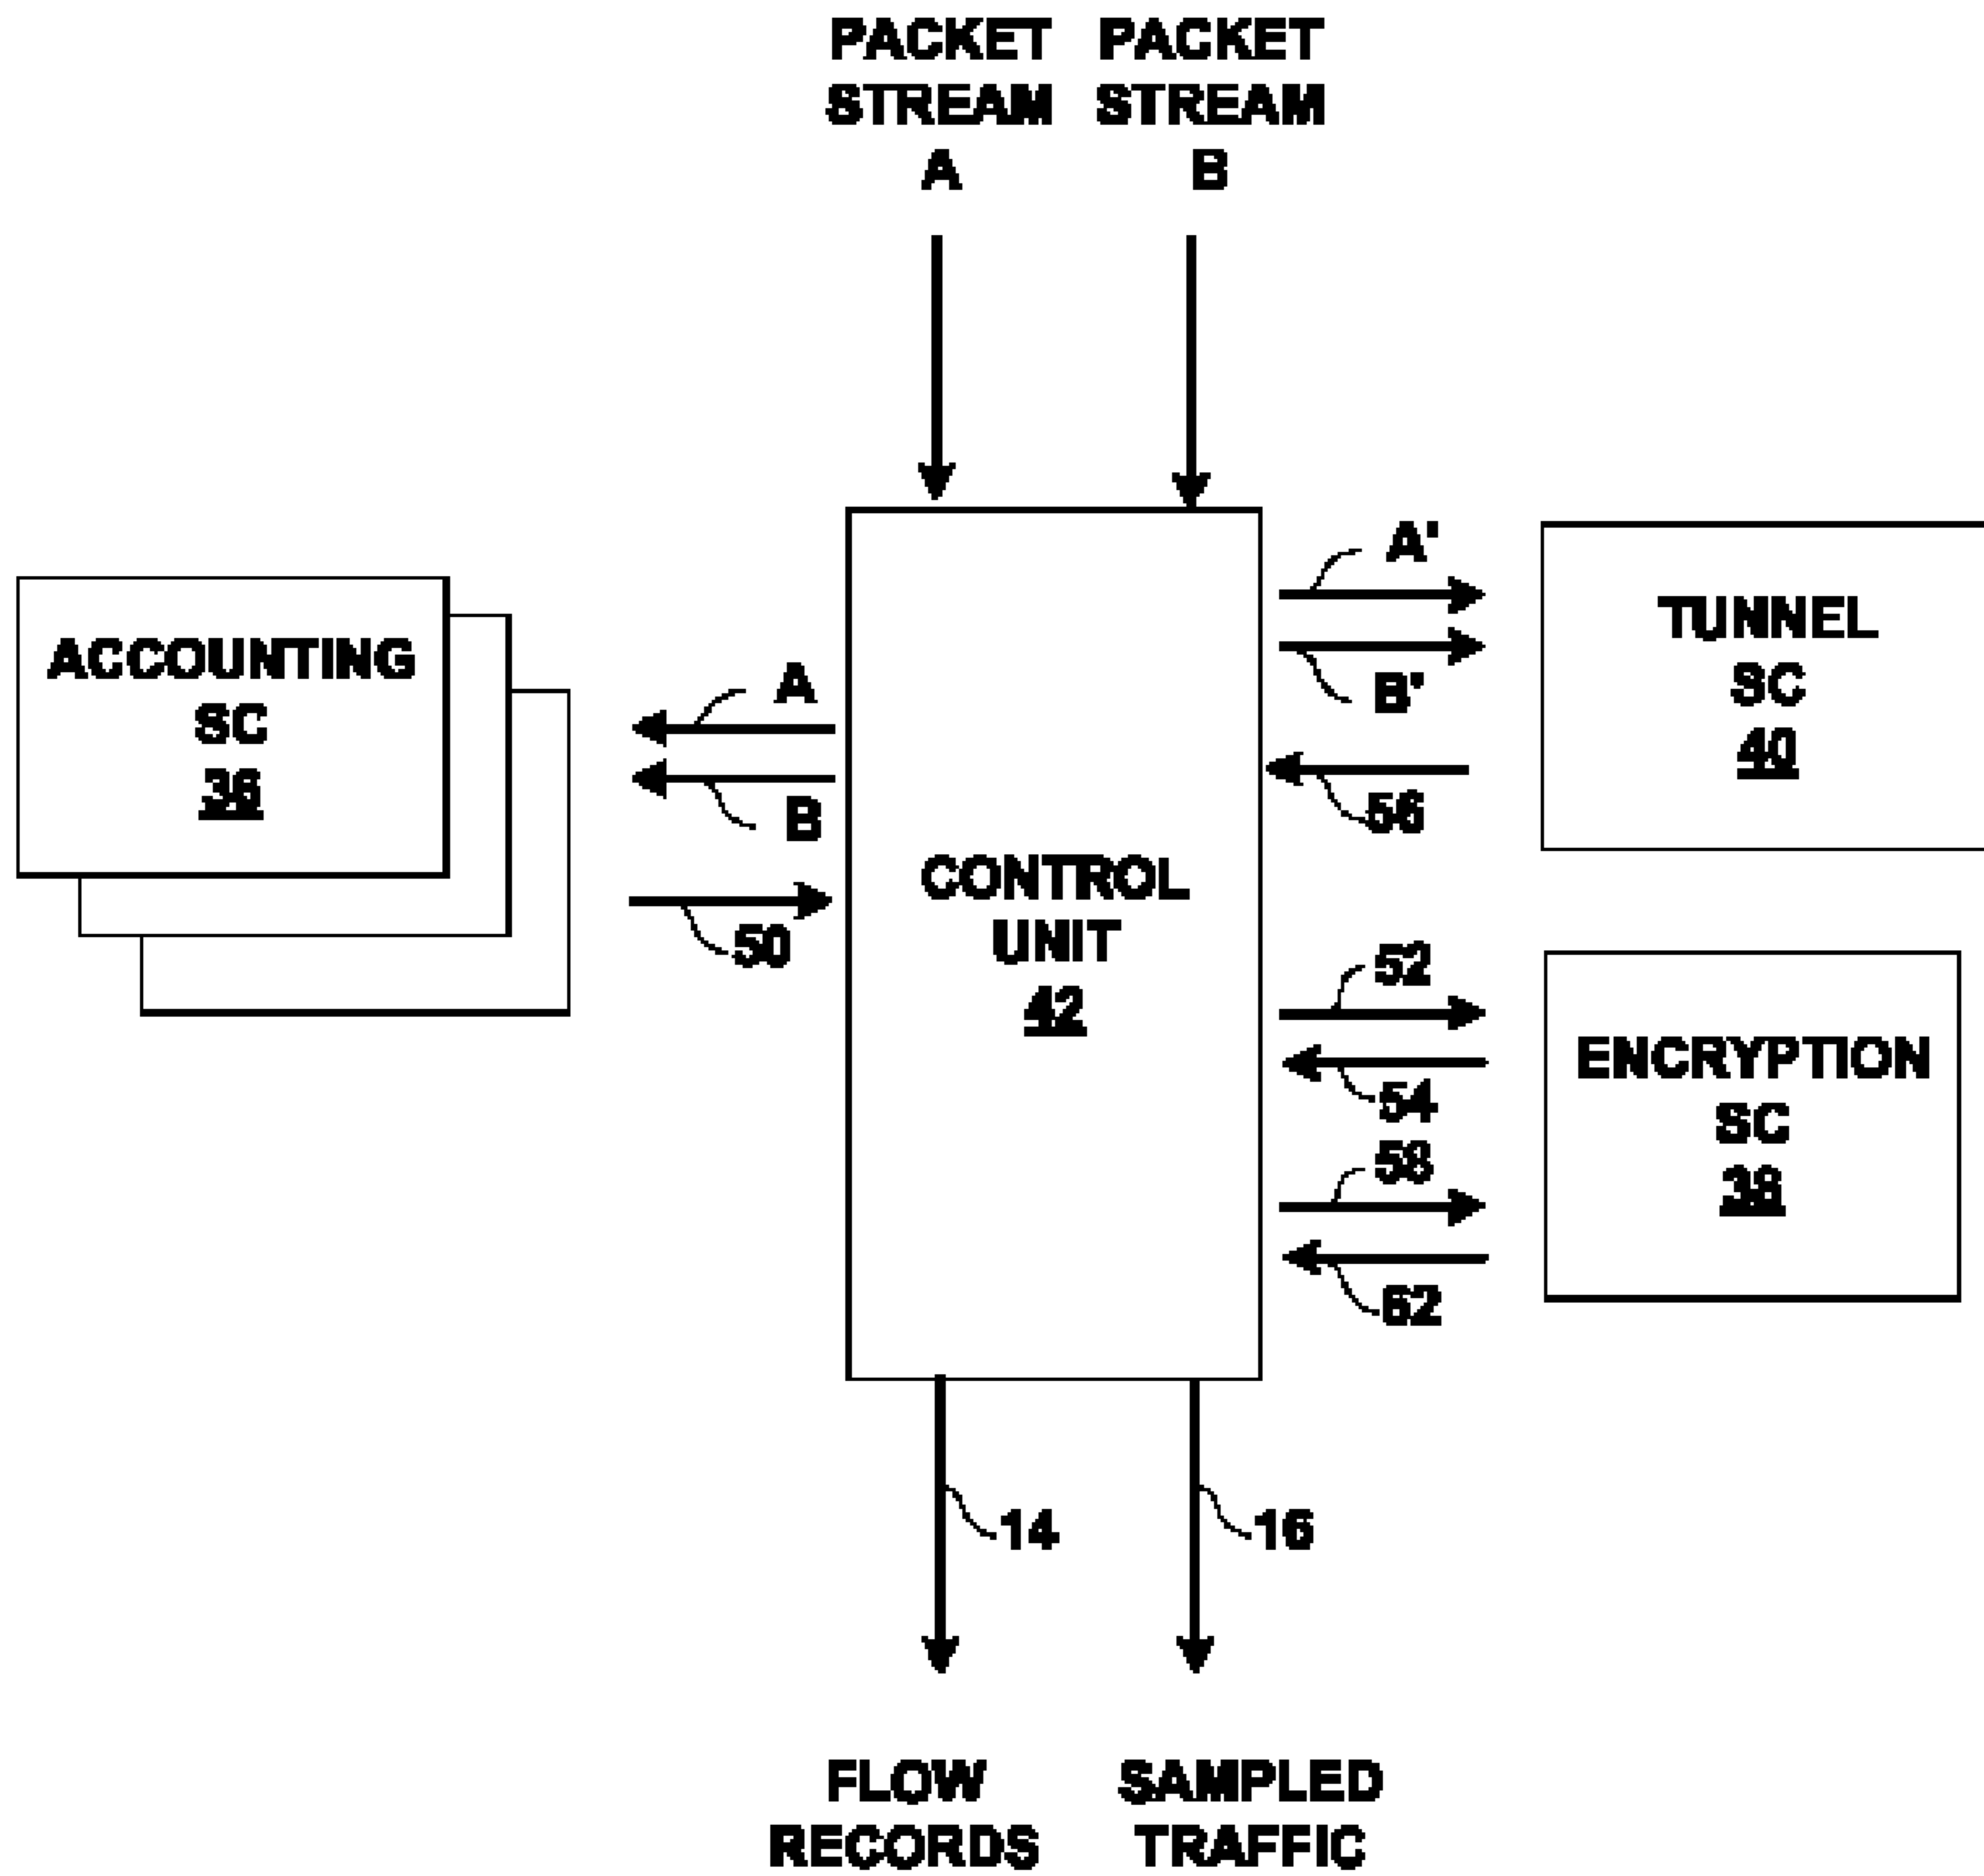 PACKET STREAM A
PACKET STREAM B
ACCOUNTING
SC
36
A
B
50
CONTROL
UNIT
42
A'
B'
56
TUNNEL
SC
40
52
54
58
62
ENCRYPTION
SC
38
14
16
FLOW RECORDS
SAMPLED TRAFFIC